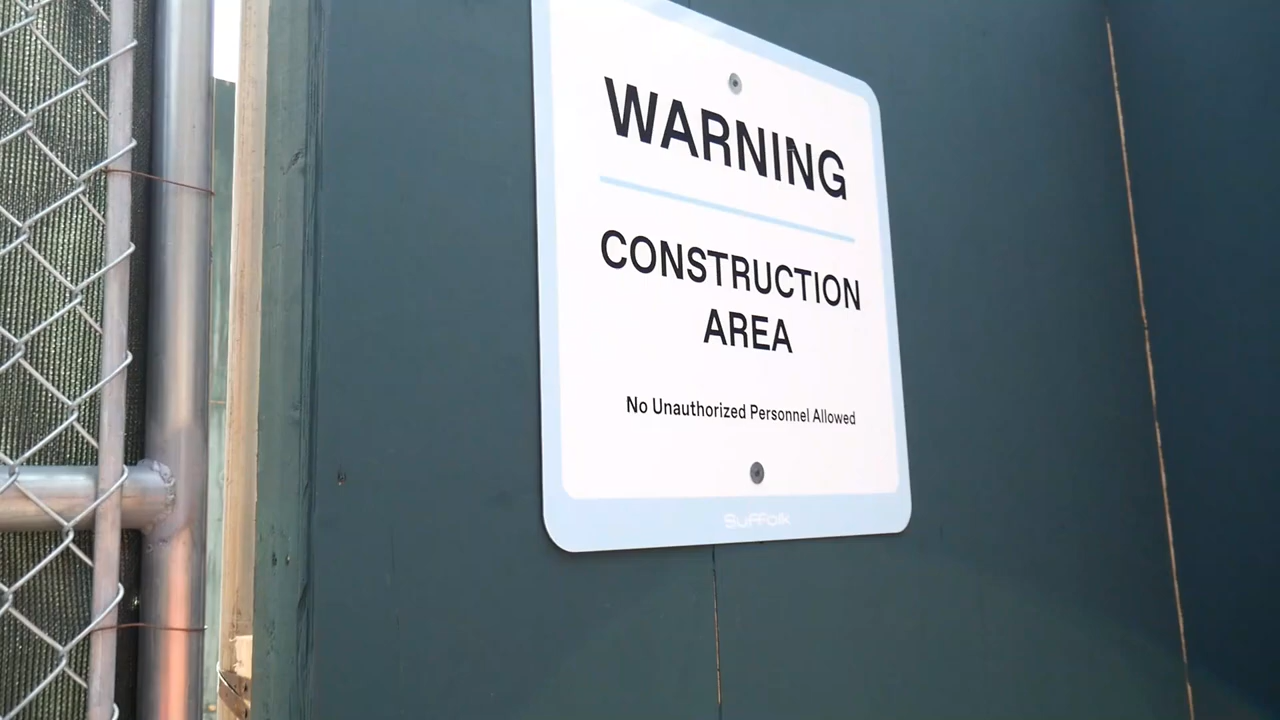 WARNING
CONSTRUCTION
AREA
No Unauthorized Personnel Allowed
Suffolk